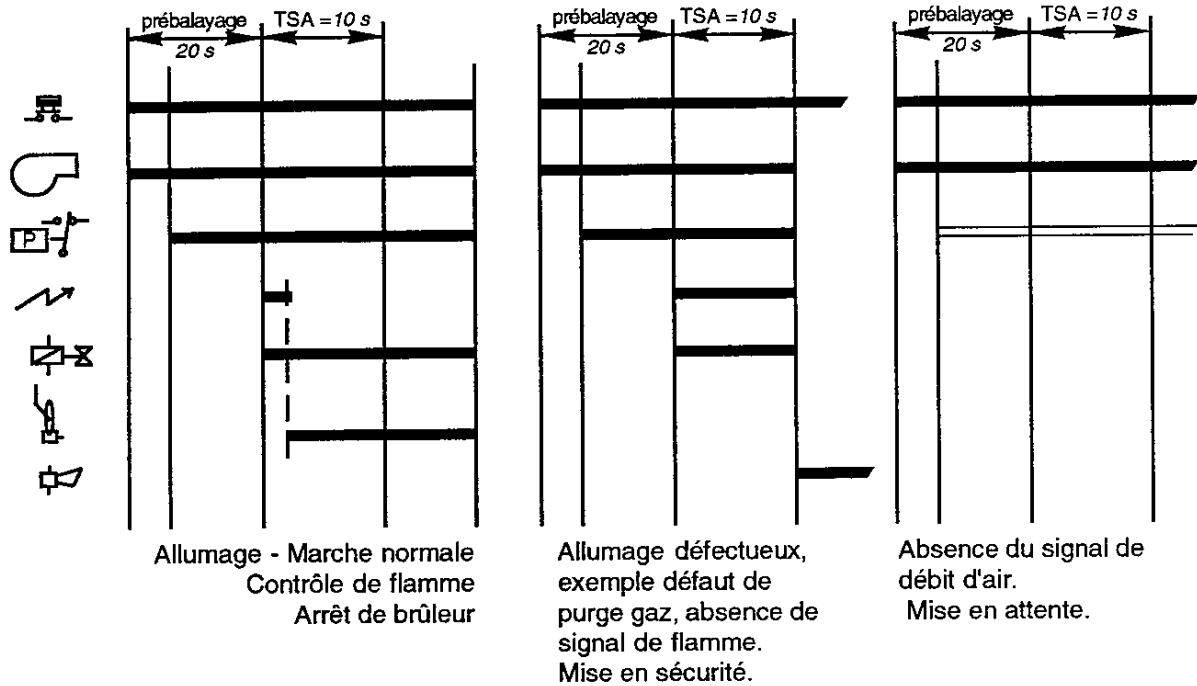 prébalayage TSA = 10 s
20 s
prébalayage TSA = 10 s
20 s
prébalayage TSA = 10 s
20 s
P
Allumage - Marche normale
Contrôle de flamme
Arrêt de brûleur
Allumage défectueux,
exemple défaut de
purge gaz, absence de
signal de flamme.
Mise en sécurité.
Absence du signal de
débit d'air.
Mise en attente.